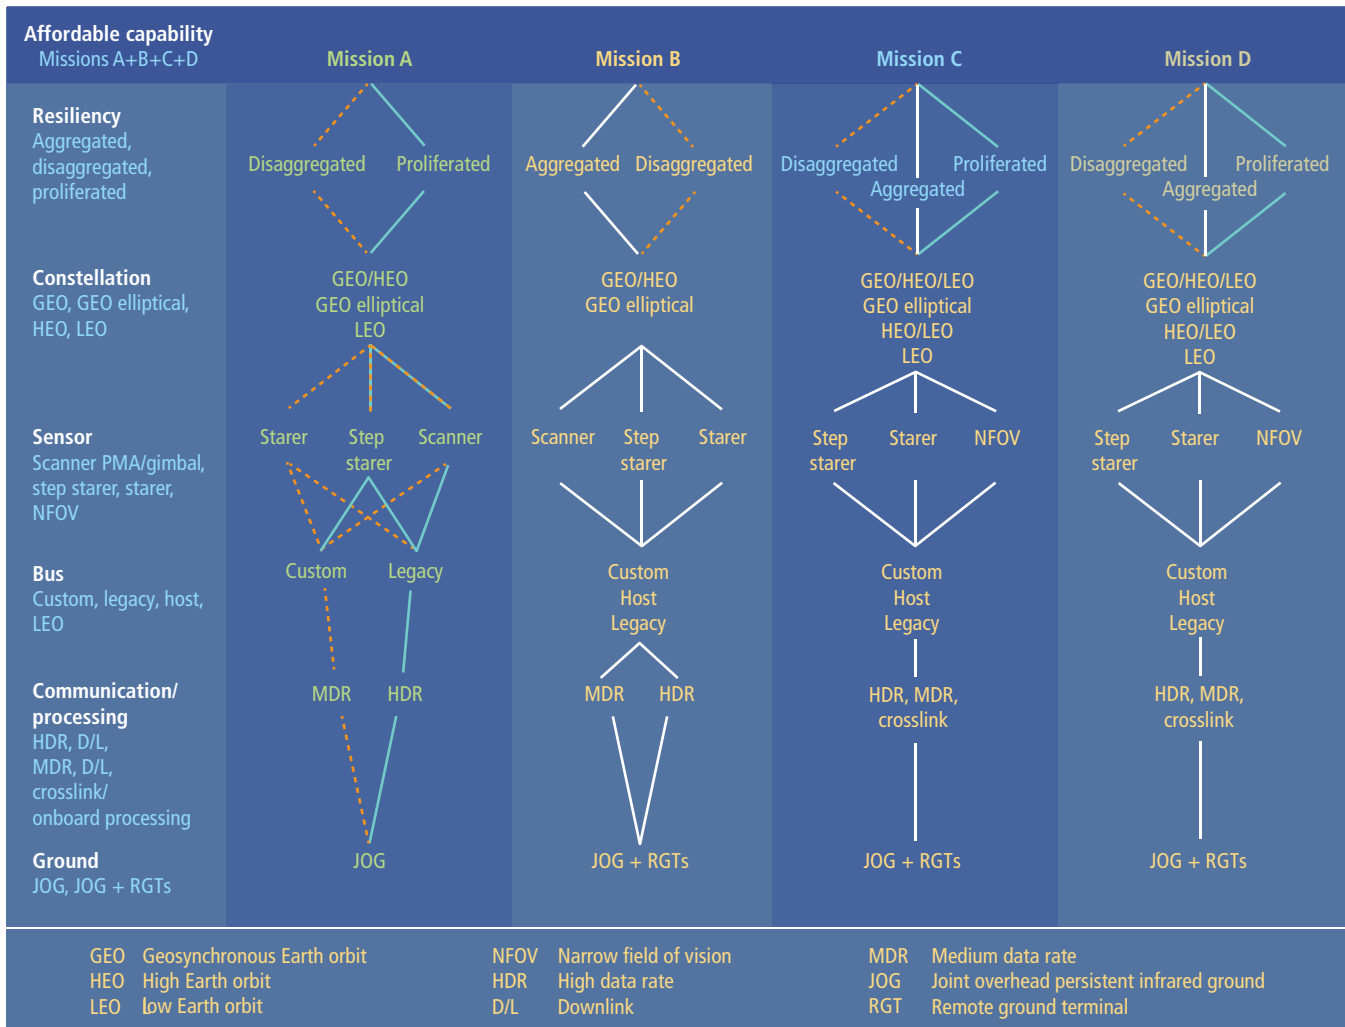 Affordable capability
Missions A+B+C+D
Mission A
Mission B
Mission C
Mission D
Resiliency
Aggregated,
disaggregated,
proliferated
Disaggregated
Proliferated
Aggregated
Disaggregated
Disaggregated
Proliferated
Aggregated
Disaggregated
Proliferated
Aggregated
Constellation
GEO, GEO elliptical,
HEO, LEO
GEO/HEO
GEO elliptical
LEO
GEO/HEO
GEO elliptical
GEO/HEO/LEO
GEO elliptical
HEO/LEO
LEO
GEO/HEO/LEO
GEO elliptical
HEO/LEO
LEO
Sensor
Scanner PMA/gimbal,
step starer, starer,
NFOV
Starer
Step
starer
Scanner
Scanner
Step
starer
Starer
Step
starer
Starer
NFOV
Step
starer
Starer
NFOV
Bus
Custom, legacy, host,
LEO
Custom
Legacy
Custom
Host
Legacy
Custom
Host
Legacy
Custom
Host
Legacy
Communication/
processing
HDR, D/L,
MDR, D/L,
crosslink/
onboard processing
MDR
HDR
MDR
HDR
HDR, MDR,
crosslink
HDR, MDR,
crosslink
Ground
JOG, JOG + RGTs
JOG
JOG + RGTs
JOG + RGTs
JOG + RGTs
GEO Geosynchronous Earth orbit
HEO High Earth orbit
LEO Low Earth orbit
NFOV Narrow field of vision
HDR High data rate
D/L Downlink
MDR Medium data rate
JOG Joint overhead persistent infrared ground
RGT Remote ground terminal